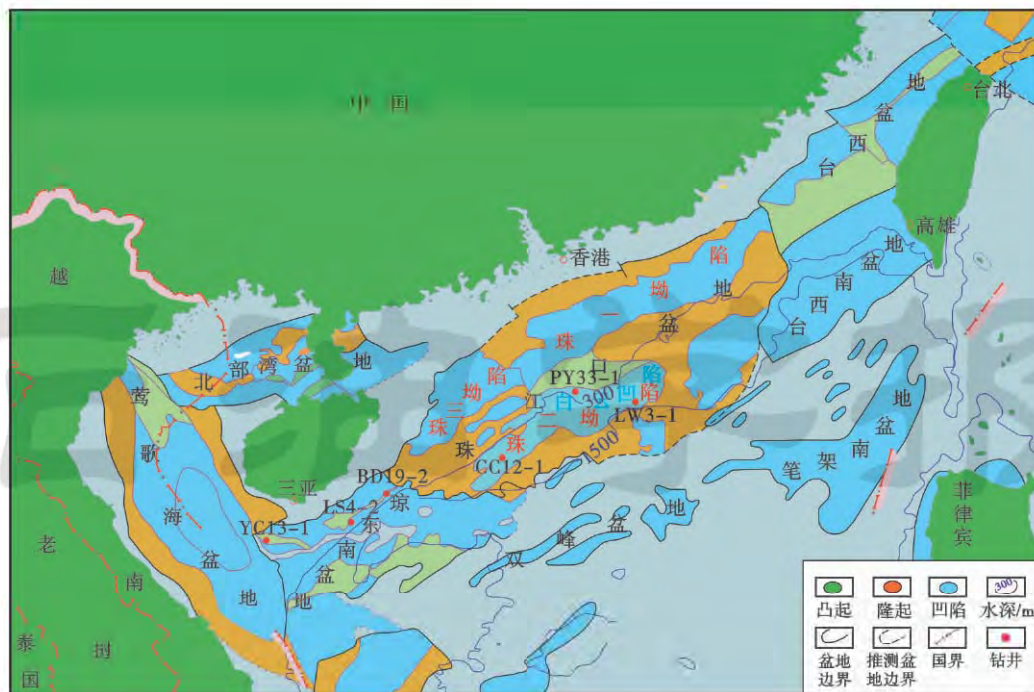 中国
台北
台西盆地
高雄
台西南盆地
香港
越
南
北部湾盆地
莺歌海盆地
珠一坳陷
珠三坳陷
珠二坳陷
珠江口盆地
白云凹陷
PY33-1
300
LW3-1
1500
CC12-1
BD19-2
三亚
LS4-2
YC13-1
琼东南盆地
双峰盆地
笔架南盆地
菲律宾
老
挝
泰国
凸起
隆起
凹陷
300
水深/m
盆地
边界
推测盆
地边界
国界
钻井